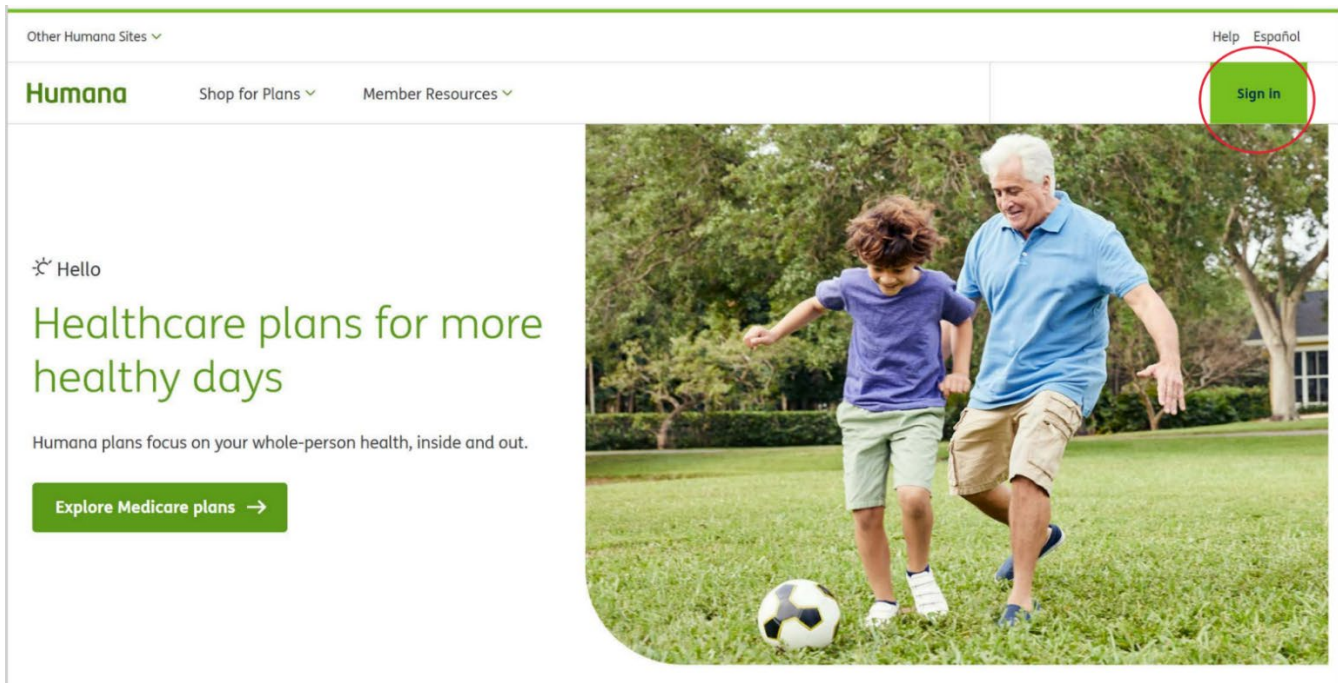 Other Humana Sites
Help Español
Humana Shop for Plans Member Resources Sign in
Hello
Healthcare plans for more
healthy days
Humana plans focus on your whole-person health, inside and out.
Explore Medicare plans →